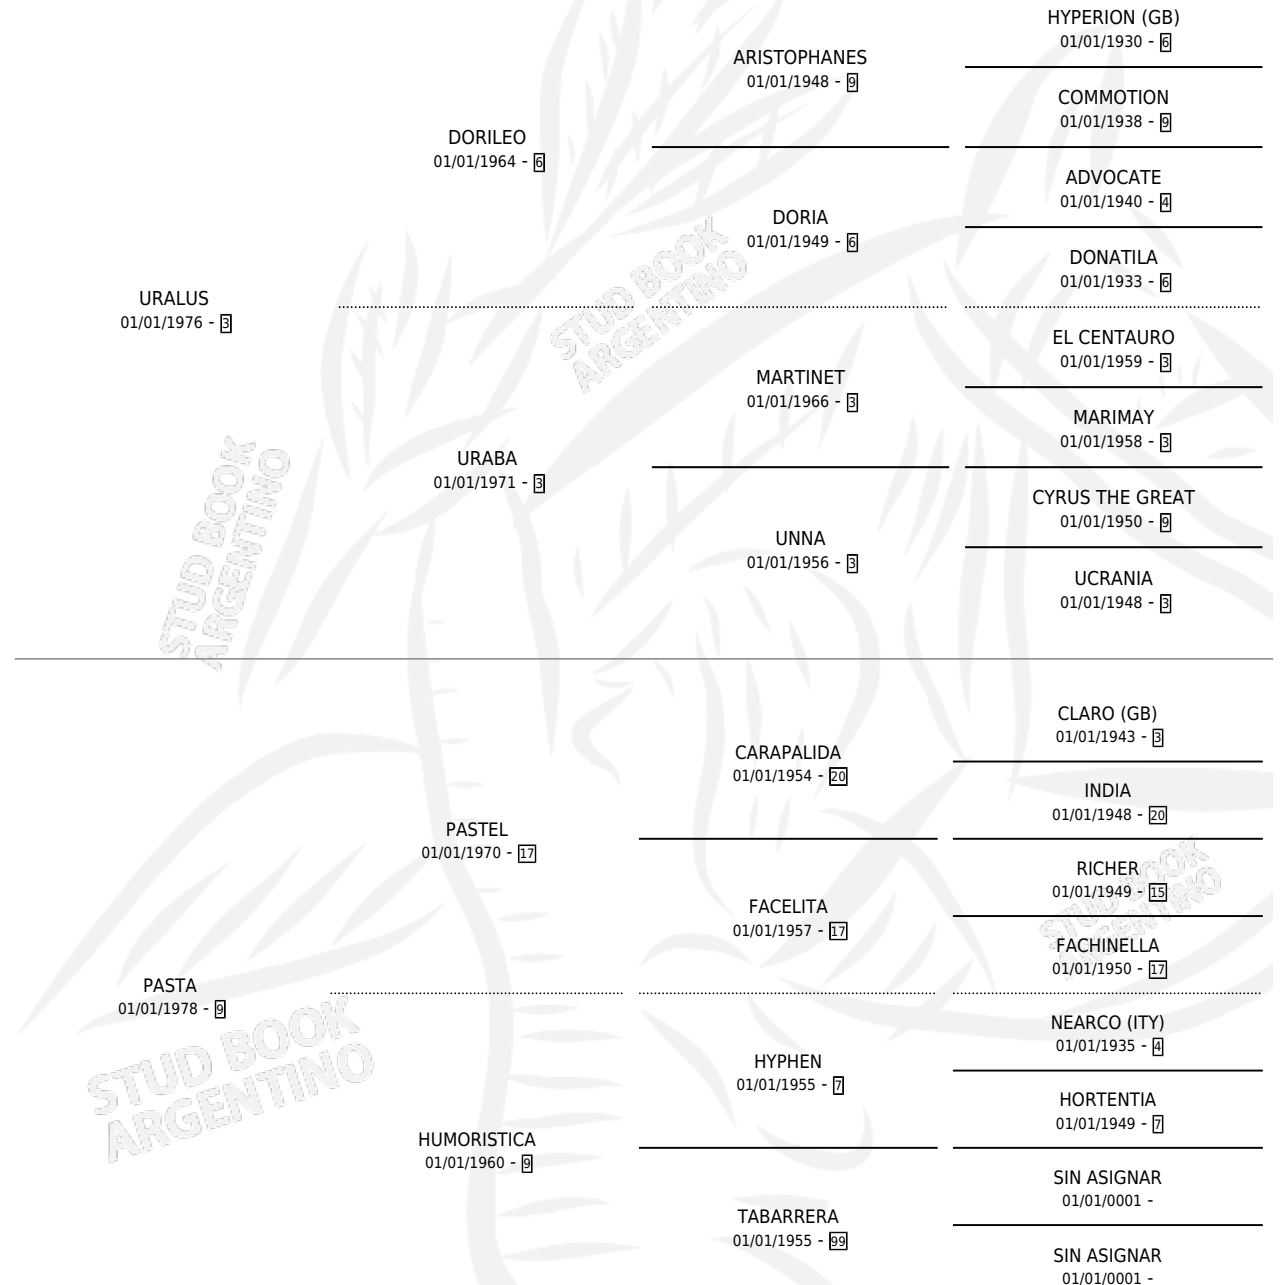 HYPERION (GB)
01/01/1930 - 6
ARISTOPHANES
01/01/1948 - 9
COMMOTION
01/01/1938 - 9
DORILEO
01/01/1964 - 6
ADVOCATE
01/01/1940 - 4
DORIA
01/01/1949 - 6
DONATILA
01/01/1933 - 6
URALUS
01/01/1976 - 3
EL CENTAURO
01/01/1959 - 3
MARTINET
01/01/1966 - 3
MARIMAY
01/01/1958 - 3
URABA
01/01/1971 - 3
CYRUS THE GREAT
01/01/1950 - 9
UNNA
01/01/1956 - 3
UCRANIA
01/01/1948 - 3
CLARO (GB)
01/01/1943 - 3
CARAPALIDA
01/01/1954 - 20
INDIA
01/01/1948 - 20
PASTEL
01/01/1970 - 17
RICHER
01/01/1949 - 15
FACELITA
01/01/1957 - 17
FACHINELLA
01/01/1950 - 17
PASTA
01/01/1978 - 9
NEARCO (ITY)
01/01/1935 - 4
HYPHEN
01/01/1955 - 7
HORTENTIA
01/01/1949 - 7
HUMORISTICA
01/01/1960 - 9
SIN ASIGNAR
01/01/0001 -
TABARRERA
01/01/1955 - 99
SIN ASIGNAR
01/01/0001 -
STUD BOOK
ARGENTINO
STUD BOOK
ARGENTINO
STUD BOOK
ARGENTINO
STUD BOOK
ARGENTINO